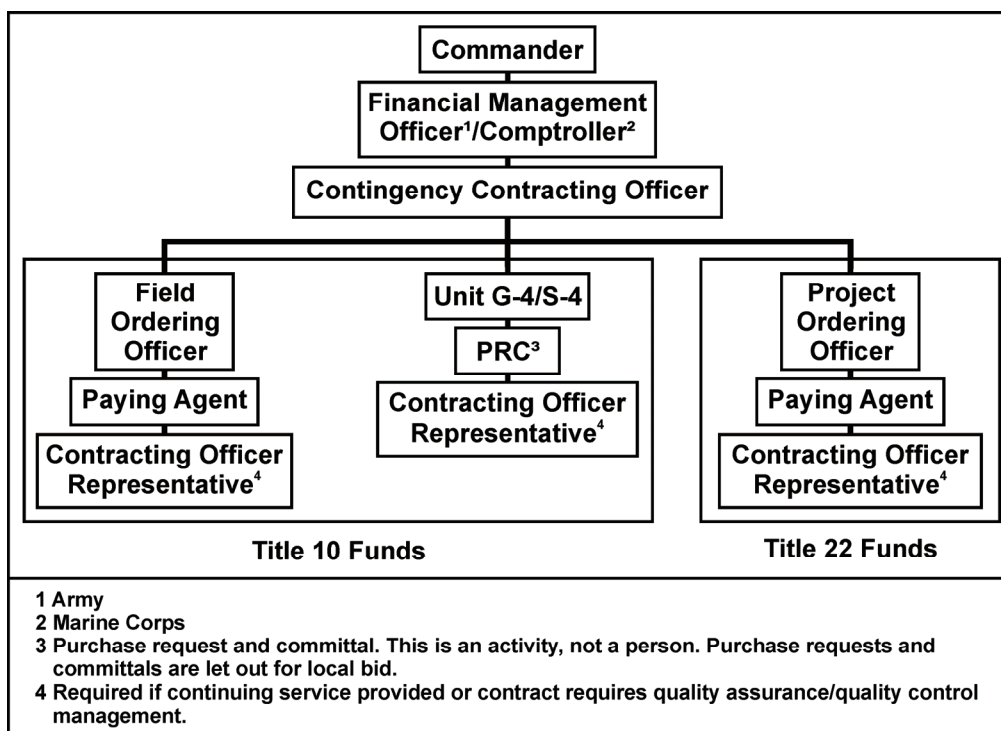 Commander
Financial Management
Officer¹/Comptroller²
Contingency Contracting Officer
Field
Ordering
Officer
Paying Agent
Contracting Officer
Representative⁴
Unit G-4/S-4
PRC³
Contracting Officer
Representative⁴
Title 10 Funds
Project
Ordering
Officer
Paying Agent
Contracting Officer
Representative⁴
Title 22 Funds
1 Army
2 Marine Corps
3 Purchase request and committal. This is an activity, not a person. Purchase requests and
committals are let out for local bid.
4 Required if continuing service provided or contract requires quality assurance/quality control
management.